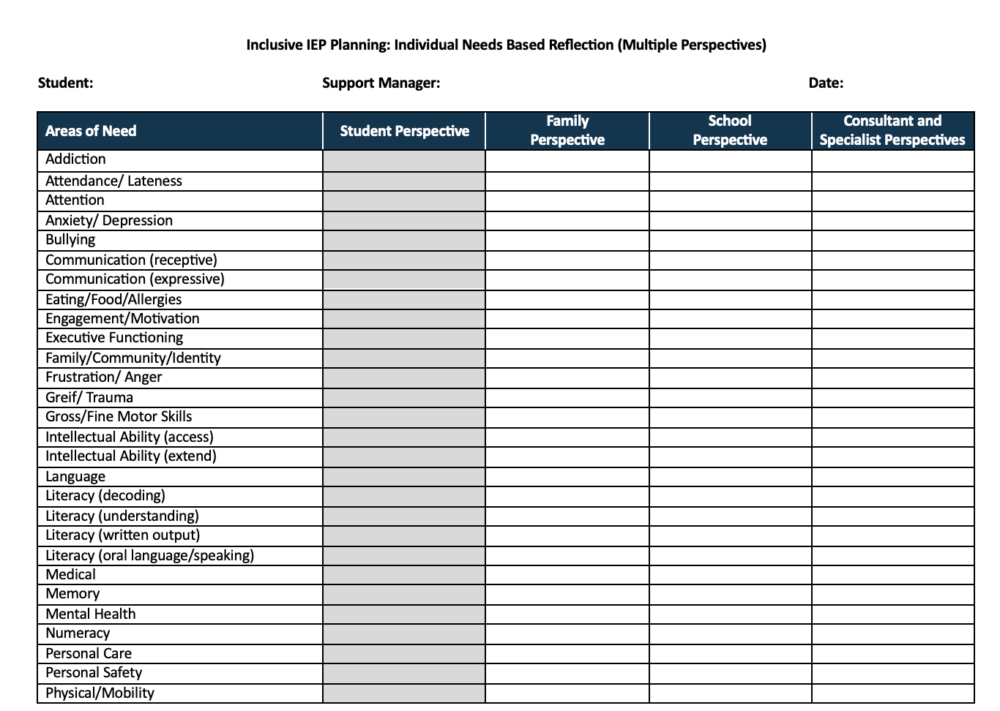 Inclusive IEP Planning: Individual Needs Based Reflection (Multiple Perspectives)
Student: Support Manager: Date:
Areas of Need Student Perspective Family Perspective School Perspective Consultant and Specialist Perspectives
Addiction
Attendance/ Lateness
Attention
Anxiety/ Depression
Bullying
Communication (receptive)
Communication (expressive)
Eating/Food/Allergies
Engagement/Motivation
Executive Functioning
Family/Community/Identity
Frustration/ Anger
Greif/ Trauma
Gross/Fine Motor Skills
Intellectual Ability (access)
Intellectual Ability (extend)
Language
Literacy (decoding)
Literacy (understanding)
Literacy (written output)
Literacy (oral language/speaking)
Medical
Memory
Mental Health
Numeracy
Personal Care
Personal Safety
Physical/Mobility